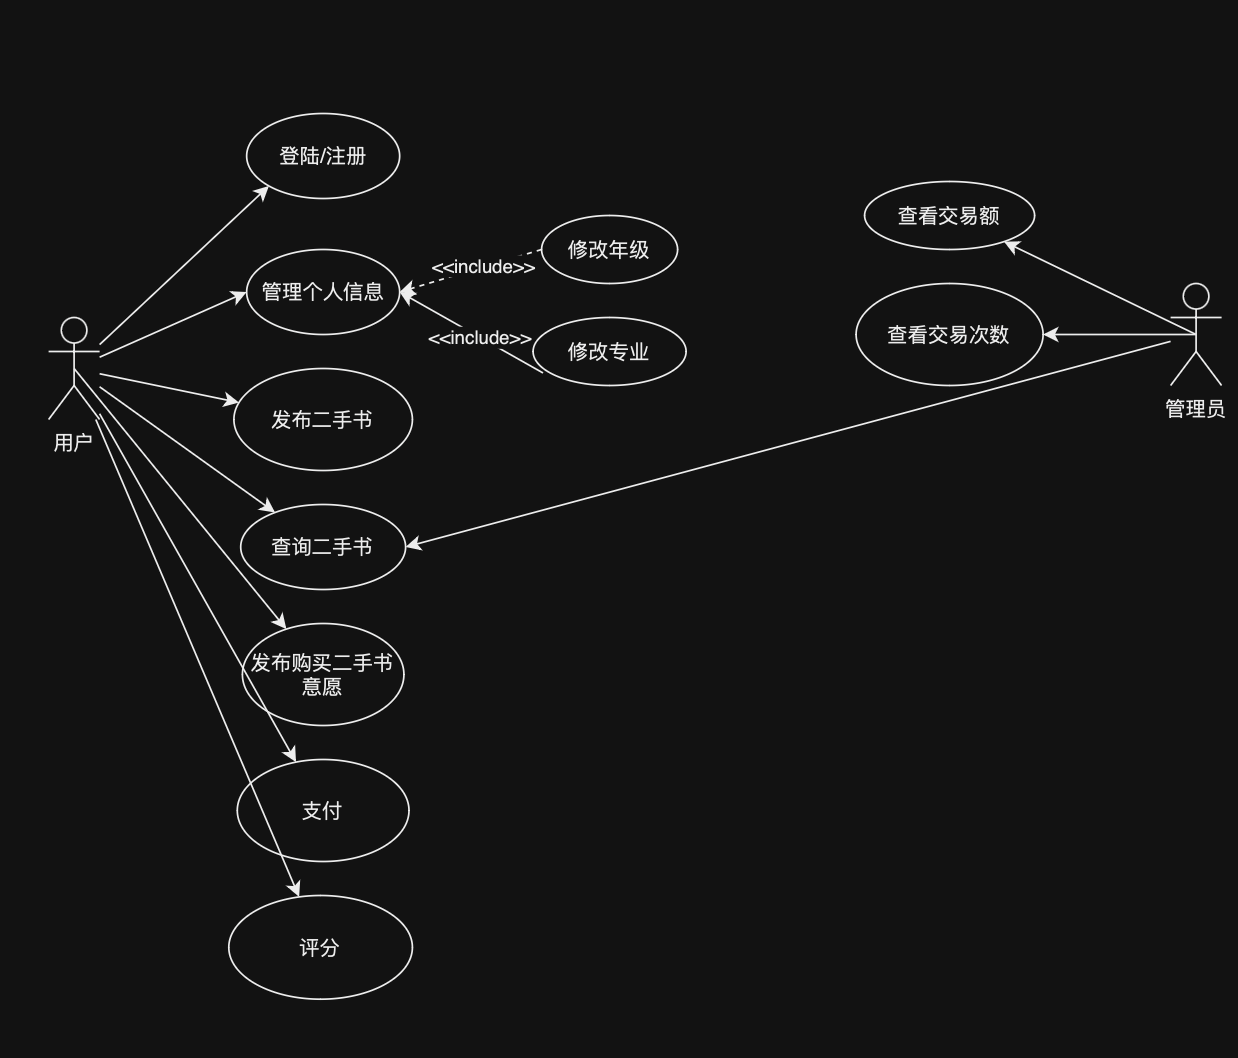 登陆/注册
管理个人信息
<<include>>
修改年级
<<include>>
修改专业
发布二手书
用户
查询二手书
发布购买二手书
意愿
支付
评分
查看交易额
查看交易次数
管理员